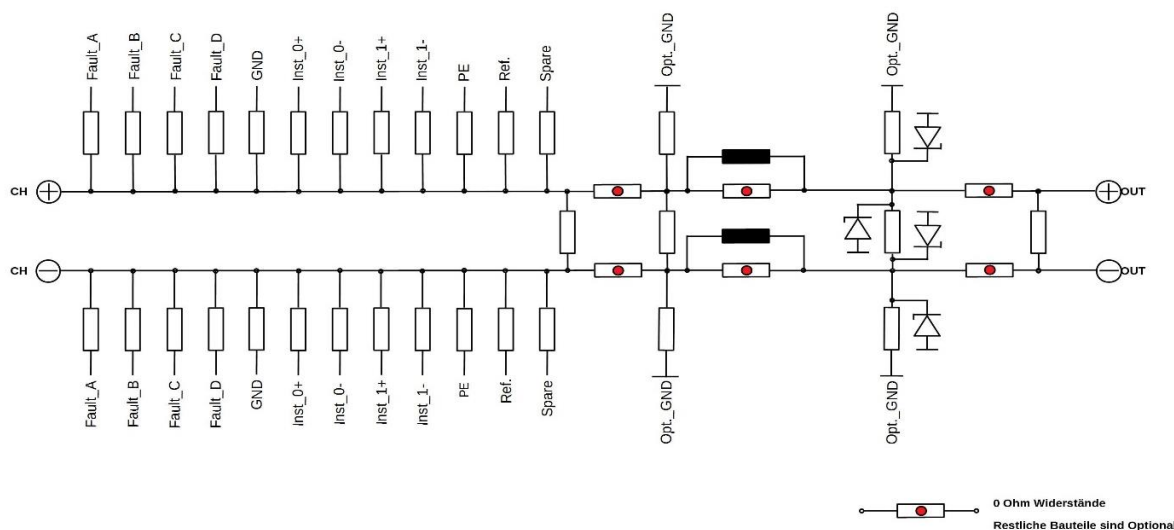 Fault_A
Fault_B
Fault_C
Fault_D
GND
Inst_0+
Inst_0-
Inst_1+
Inst_1-
PE
Ref.
Spare
Opt._GND
Opt._GND
CH
OUT
CH
OUT
Fault_A
Fault_B
Fault_C
Fault_D
GND
Inst_0+
Inst_0-
Inst_1+
Inst_1-
PE
Ref.
Spare
Opt._GND
Opt._GND
0 Ohm Widerstände
Restliche Bauteile sind Optiona